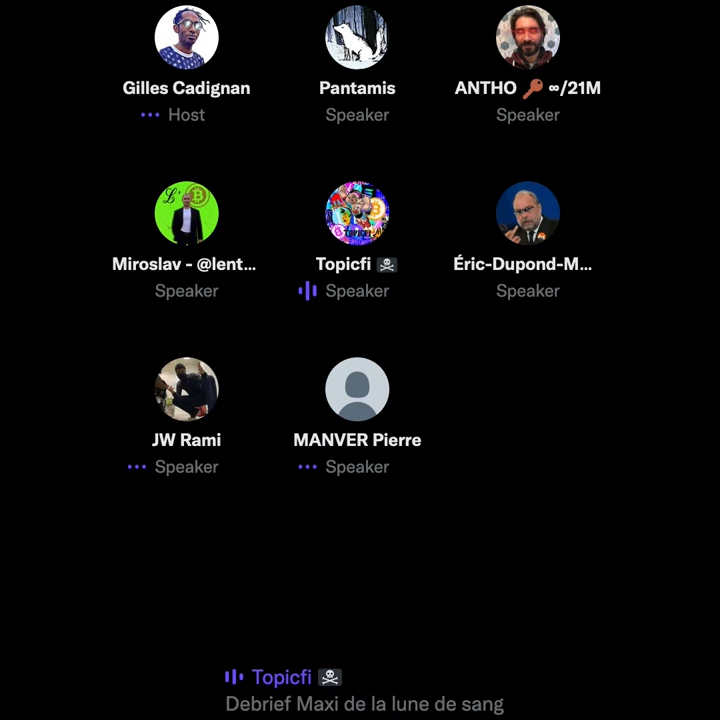 Gilles Cadignan
Pantamis
ANTHO 🔑 ∞/21M
Host
Speaker
Speaker
Miroslav - @lent...
Topicfi ☠
Éric-Dupond-M...
Speaker
Speaker
Speaker
JW Rami
MANVER Pierre
Speaker
Speaker
Topicfi ☠
Debrief Maxi de la lune de sang